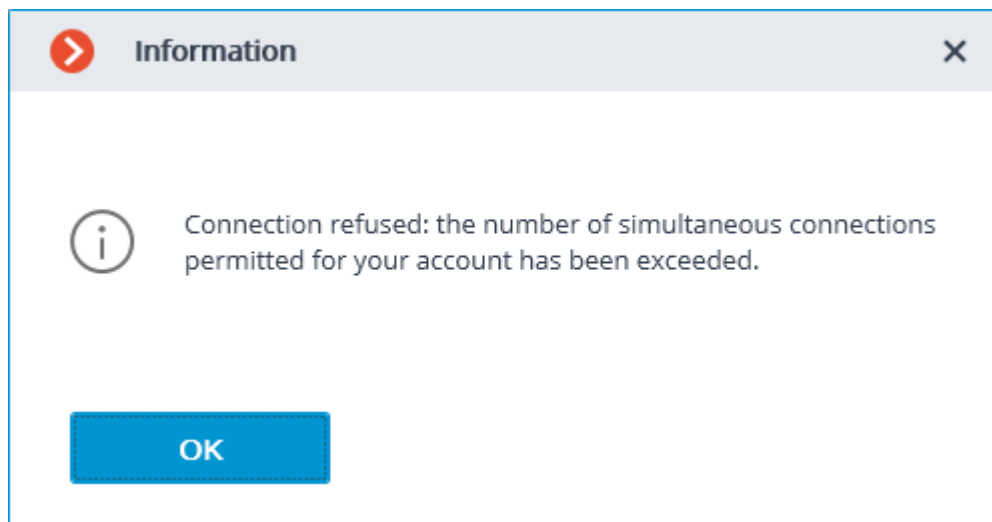 Information
Connection refused: the number of simultaneous connections
permitted for your account has been exceeded.
OK